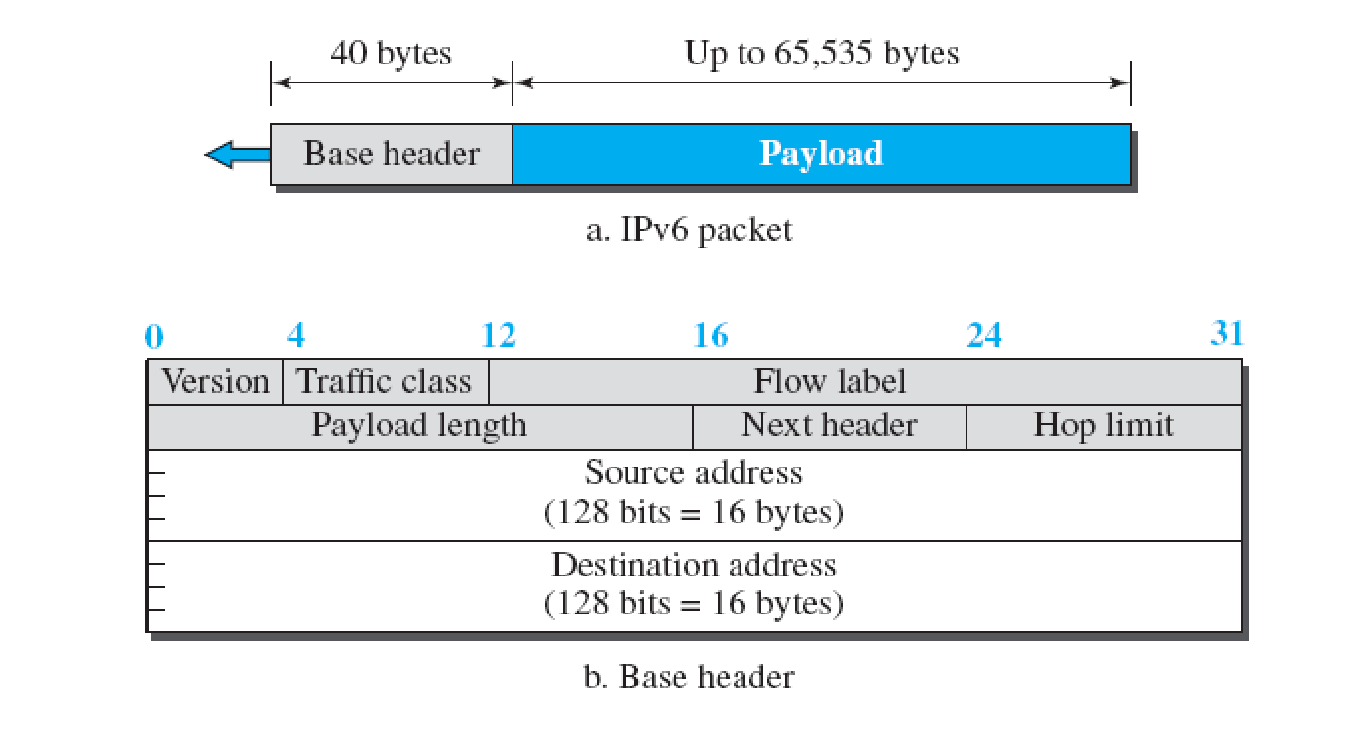 40 bytes
Up to 65,535 bytes
Base header
Payload
a. IPv6 packet
0 4 12 16 24 31
Version
Traffic class
Flow label
Payload length
Next header
Hop limit
Source address
(128 bits = 16 bytes)
Destination address
(128 bits = 16 bytes)
b. Base header